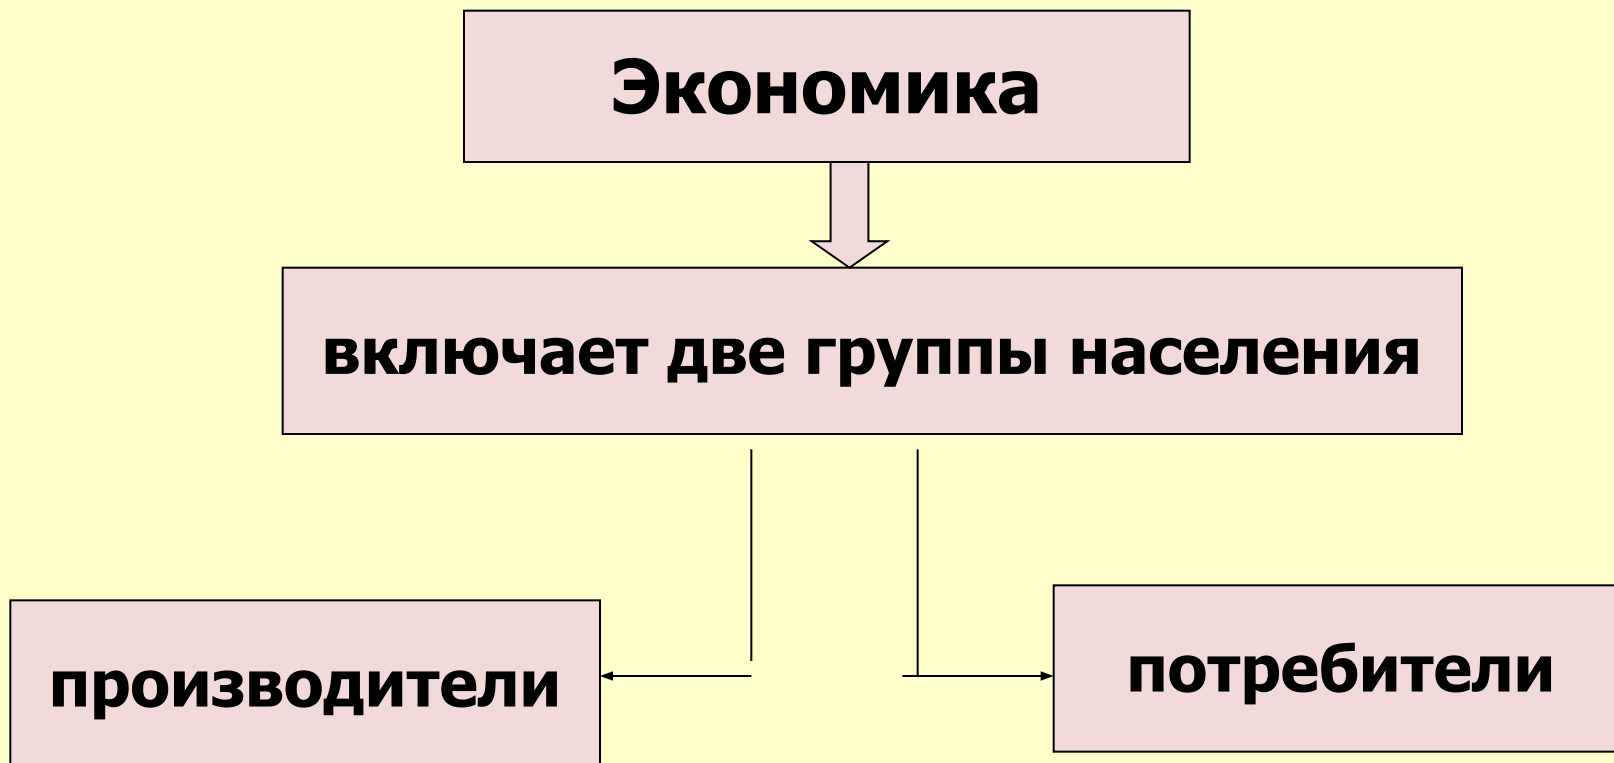 Экономика
включает две группы населения
производители
потребители